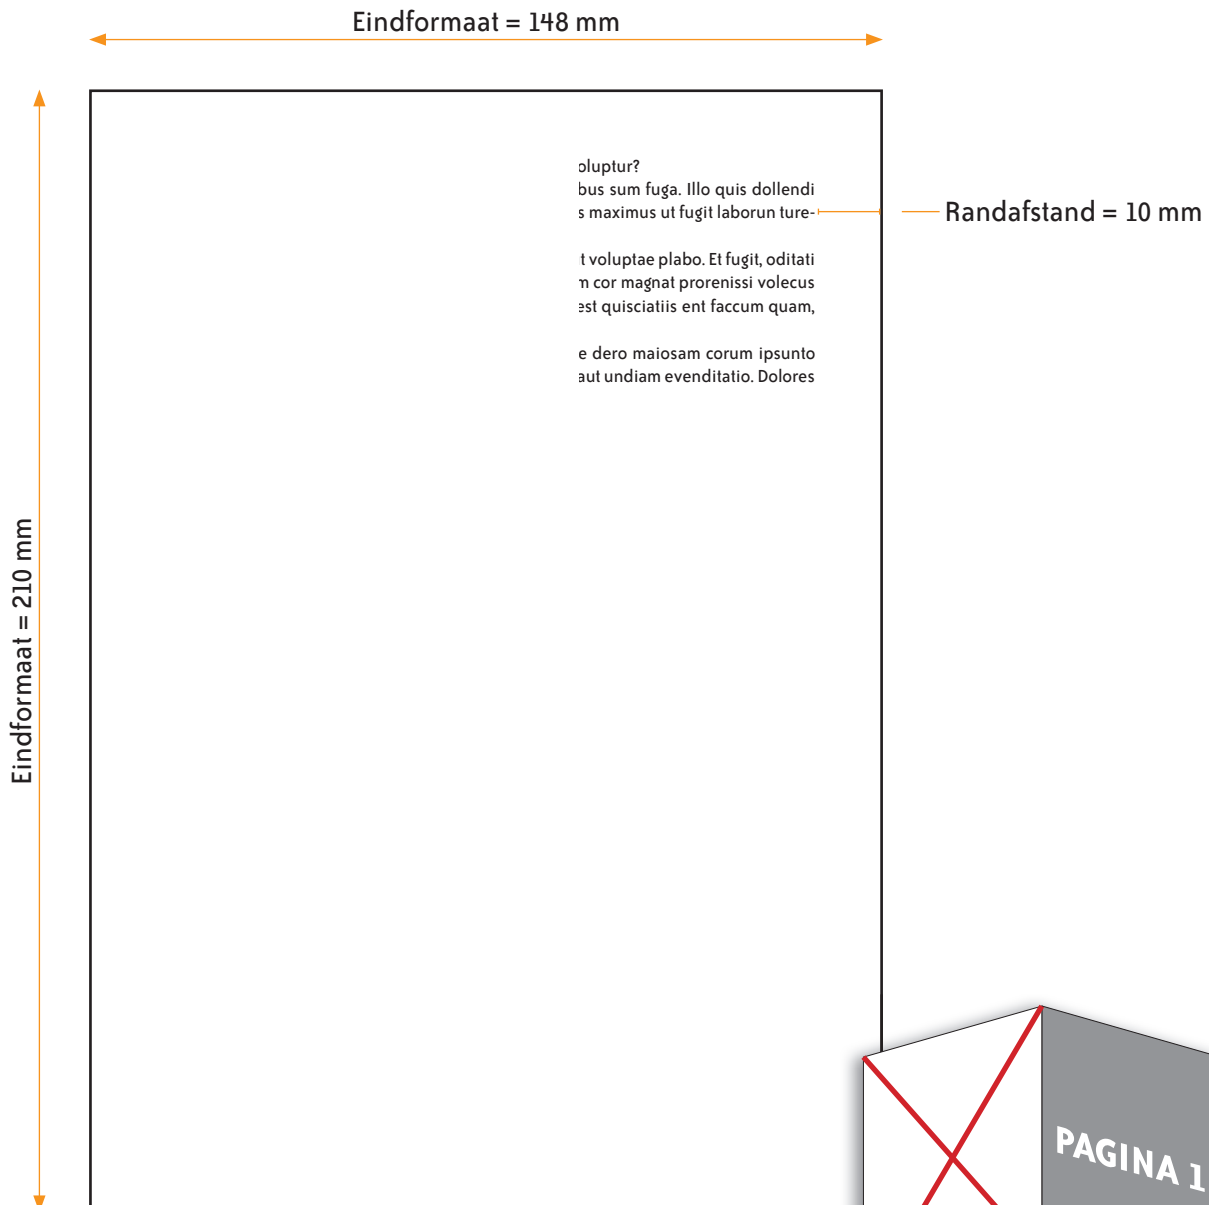 Eindformaat = 148 mm
oluptur?
bus sum fuga. Illo quis dollendi
s maximus ut fugit laborun ture-
Randafstand = 10 mm
t voluptae plabo. Et fugit, oditati
m cor magnat prorenissi volecus
est quisciatiis ent faccum quam,
e dero maiosam corum ipsunto
aut undiam evenditatio. Dolores
Eindformaat = 210 mm
PAGINA 1